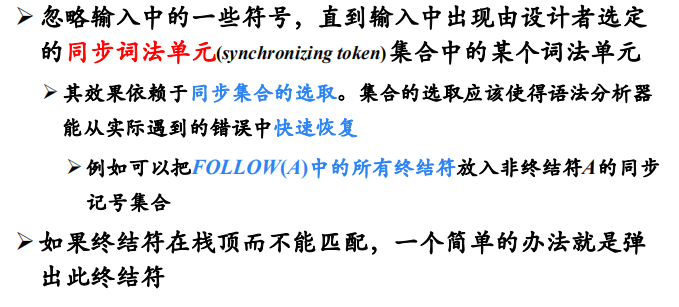 ➢ 忽略输入中的一些符号，直到输入中出现由设计者选定
的同步词法单元(synchronizing token)集合中的某个词法单元
➢ 其效果依赖于同步集合的选取。集合的选取应该使得语法分析器
能从实际遇到的错误中快速恢复
➢ 例如可以把FOLLOW(A)中的所有终结符放入非终结符A的同步
记号集合
➢ 如果终结符在栈顶而不能匹配，一个简单的办法就是弹
出此终结符